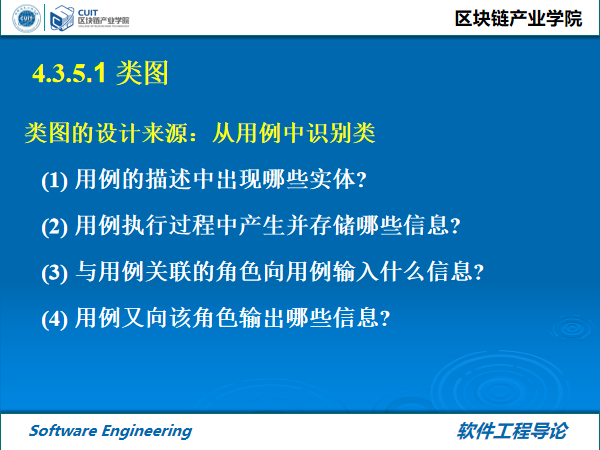 CUIT
CUIT
区块链产业学院
区块链产业学院
4.3.5.1 类图
类图的设计来源：从用例中识别类
(1) 用例的描述中出现哪些实体?
(2) 用例执行过程中产生并存储哪些信息?
(3) 与用例关联的角色向用例输入什么信息?
(4) 用例又向该角色输出哪些信息?
Software Engineering
软件工程导论